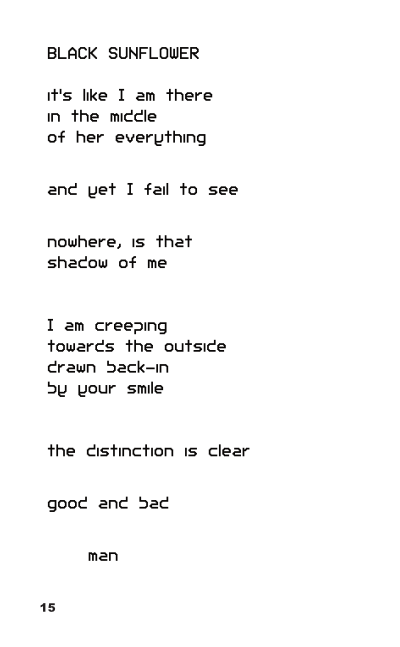 BLACK SUNFLOWER
it's like I am there
in the middle
of her everything
and yet I fail to see
nowhere, is that
shadow of me
I am creeping
towards the outside
drawn back-in
by your smile
the distinction is clear
good and bad
man
15